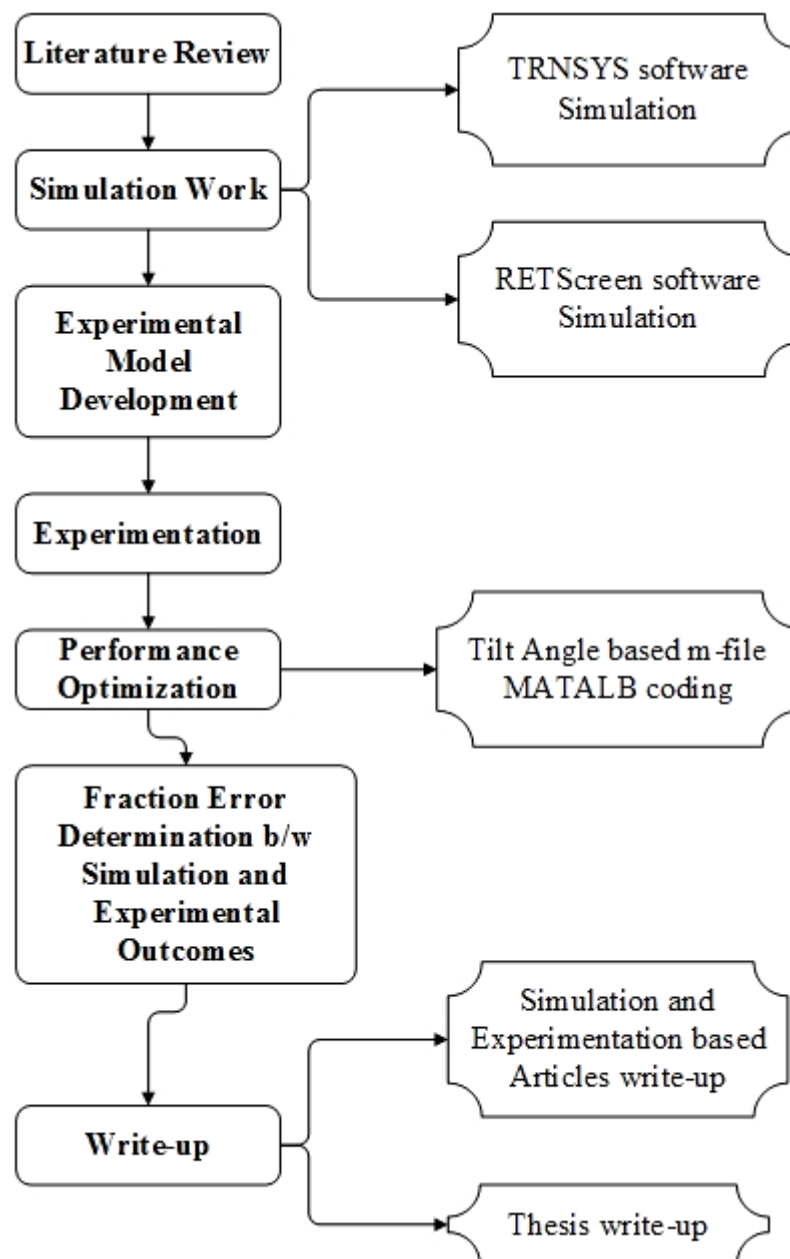 Literature Review
TRNSYS software
Simulation
Simulation Work
RETScreen software
Simulation
Experimental
Model
Development
Experimentation
Performance
Optimization
Tilt Angle based m-file
MATALB coding
Fraction Error
Determination b/w
Simulation and
Experimental
Outcomes
Simulation and
Experimentation based
Articles write-up
Write-up
Thesis write-up